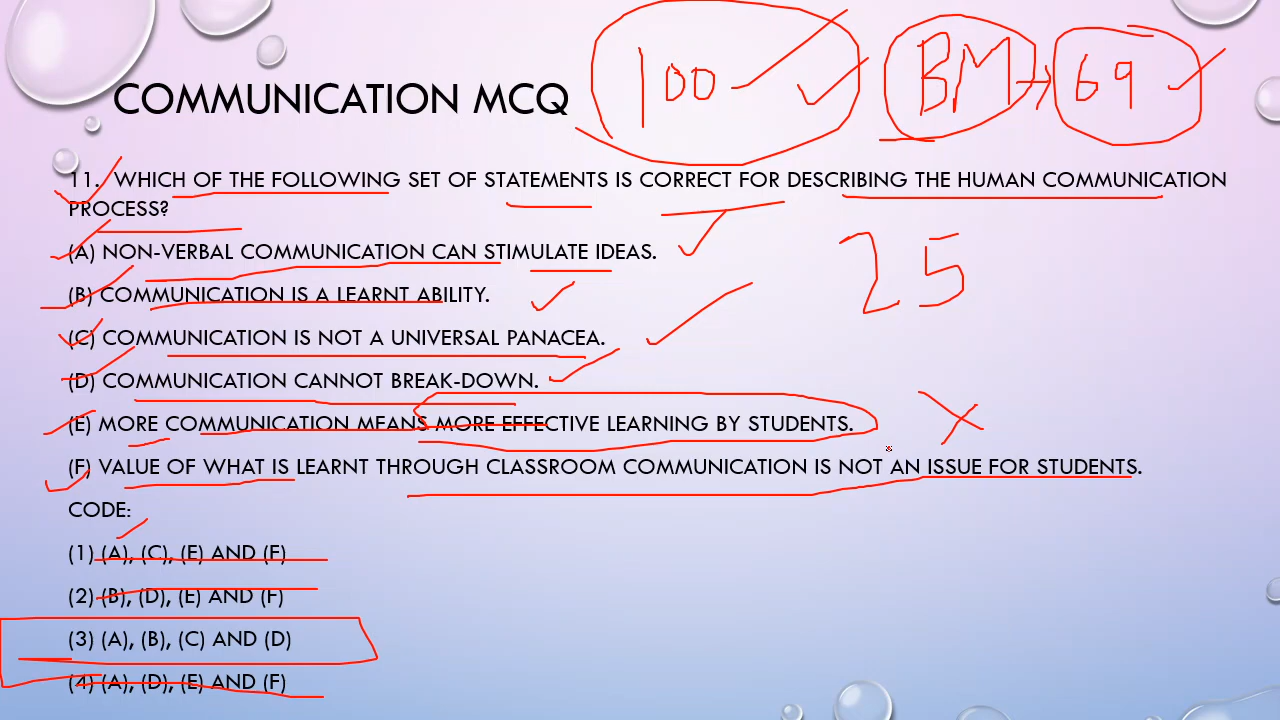 100 BM → 69
COMMUNICATION MCQ
11. WHICH OF THE FOLLOWING SET OF STATEMENTS IS CORRECT FOR DESCRIBING THE HUMAN COMMUNICATION
PROCESS?
(A) NON-VERBAL COMMUNICATION CAN STIMULATE IDEAS.
25
(B) COMMUNICATION IS A LEARNT ABILITY.
(C) COMMUNICATION IS NOT A UNIVERSAL PANACEA.
(D) COMMUNICATION CANNOT BREAK-DOWN.
(E) MORE COMMUNICATION MEANS MORE EFFECTIVE LEARNING BY STUDENTS.
(F) VALUE OF WHAT IS LEARNT THROUGH CLASSROOM COMMUNICATION IS NOT AN ISSUE FOR STUDENTS.
CODE:
(1) (A), (C), (E) AND (F)
(2) (B), (D), (E) AND (F)
(3) (A), (B), (C) AND (D)
(4) (A), (D), (E) AND (F)